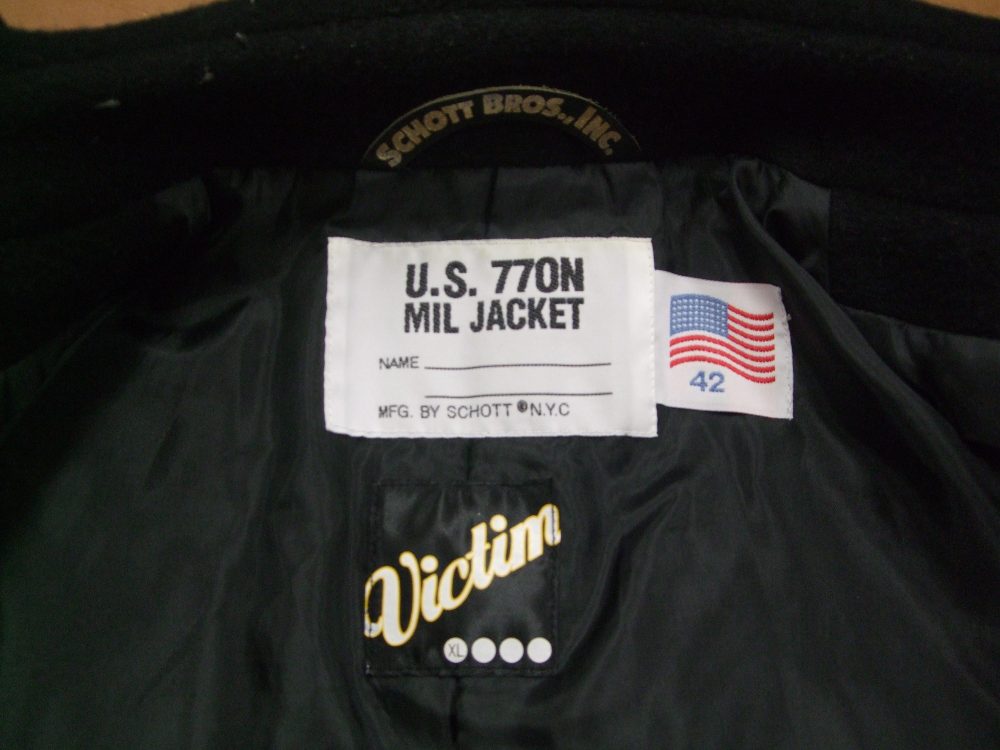 SCHOTT BROS., INC.
U.S. 770N
MIL JACKET
NAME
MFG. BY SCHOTT ® N.Y.C
42
Victim
XL